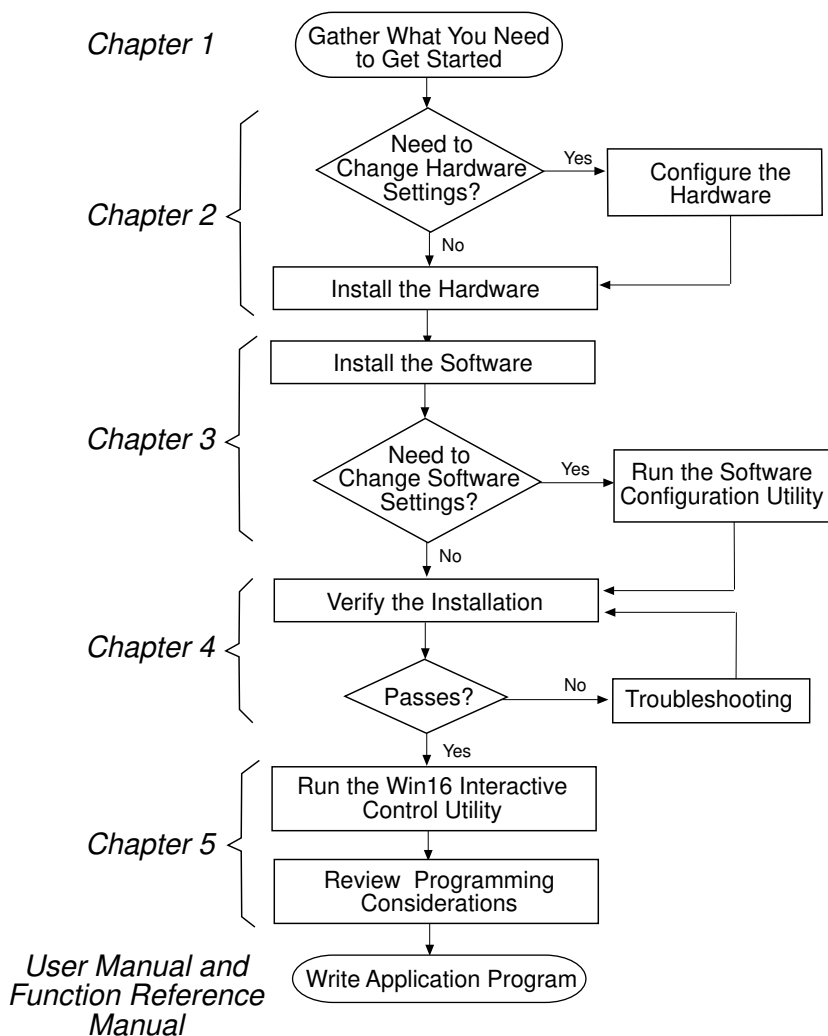 Chapter 1
Gather What You Need
to Get Started
Chapter 2
Need to
Change Hardware
Settings?
Yes
Configure the
Hardware
No
Install the Hardware
Chapter 3
Install the Software
Need to
Change Software
Settings?
Yes
Run the Software
Configuration Utility
No
Chapter 4
Verify the Installation
Passes?
No
Troubleshooting
Yes
Chapter 5
Run the Win16 Interactive
Control Utility
Review Programming
Considerations
User Manual and
Function Reference
Manual
Write Application Program